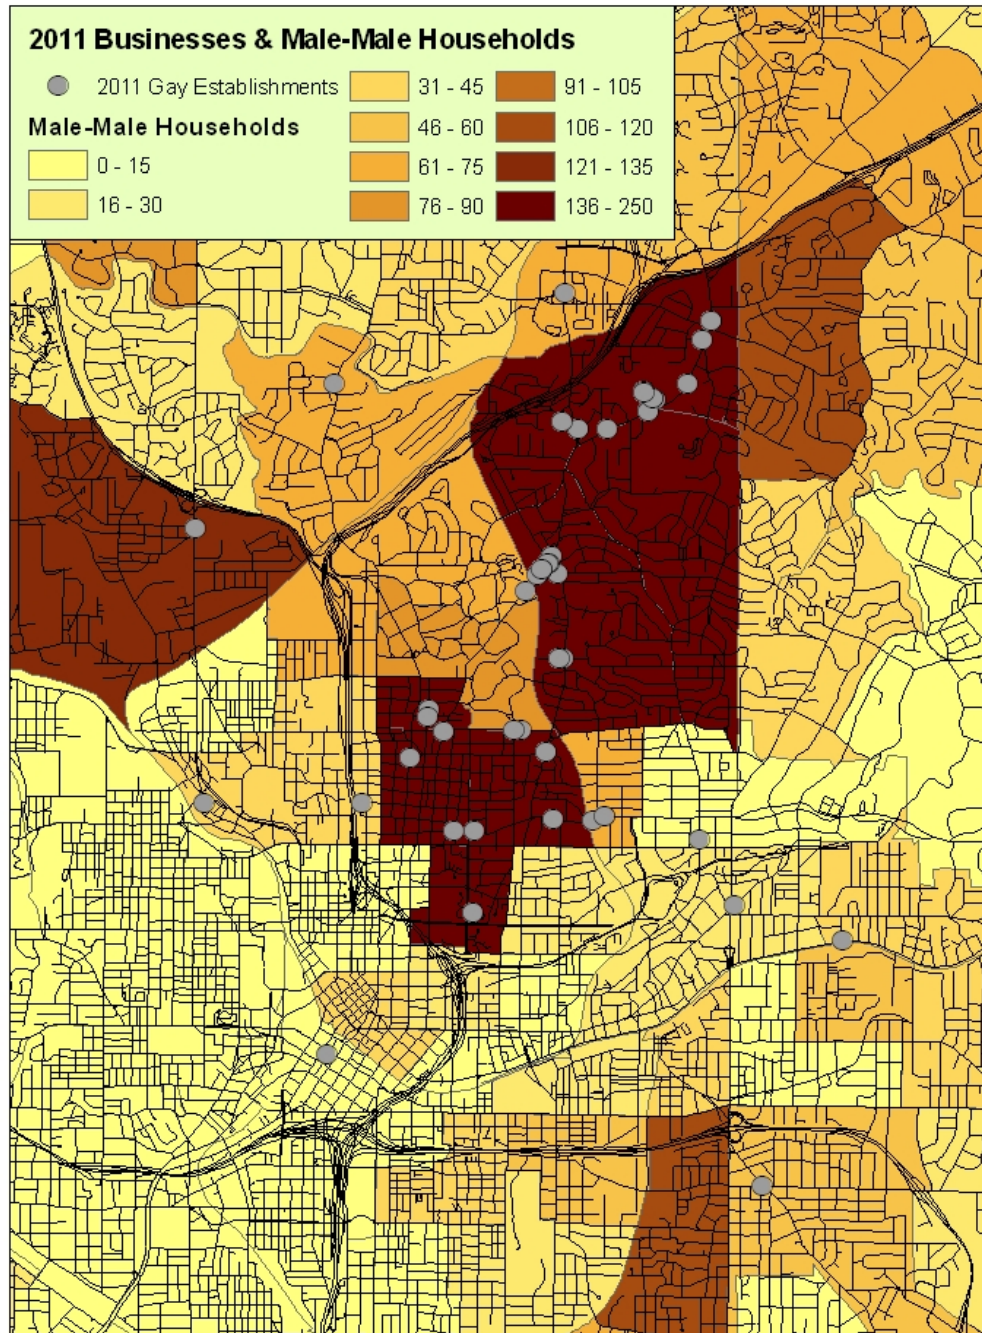 2011 Businesses & Male-Male Households
2011 Gay Establishments
Male-Male Households
0 - 15
16 - 30
31 - 45
46 - 60
61 - 75
76 - 90
91 - 105
106 - 120
121 - 135
136 - 250